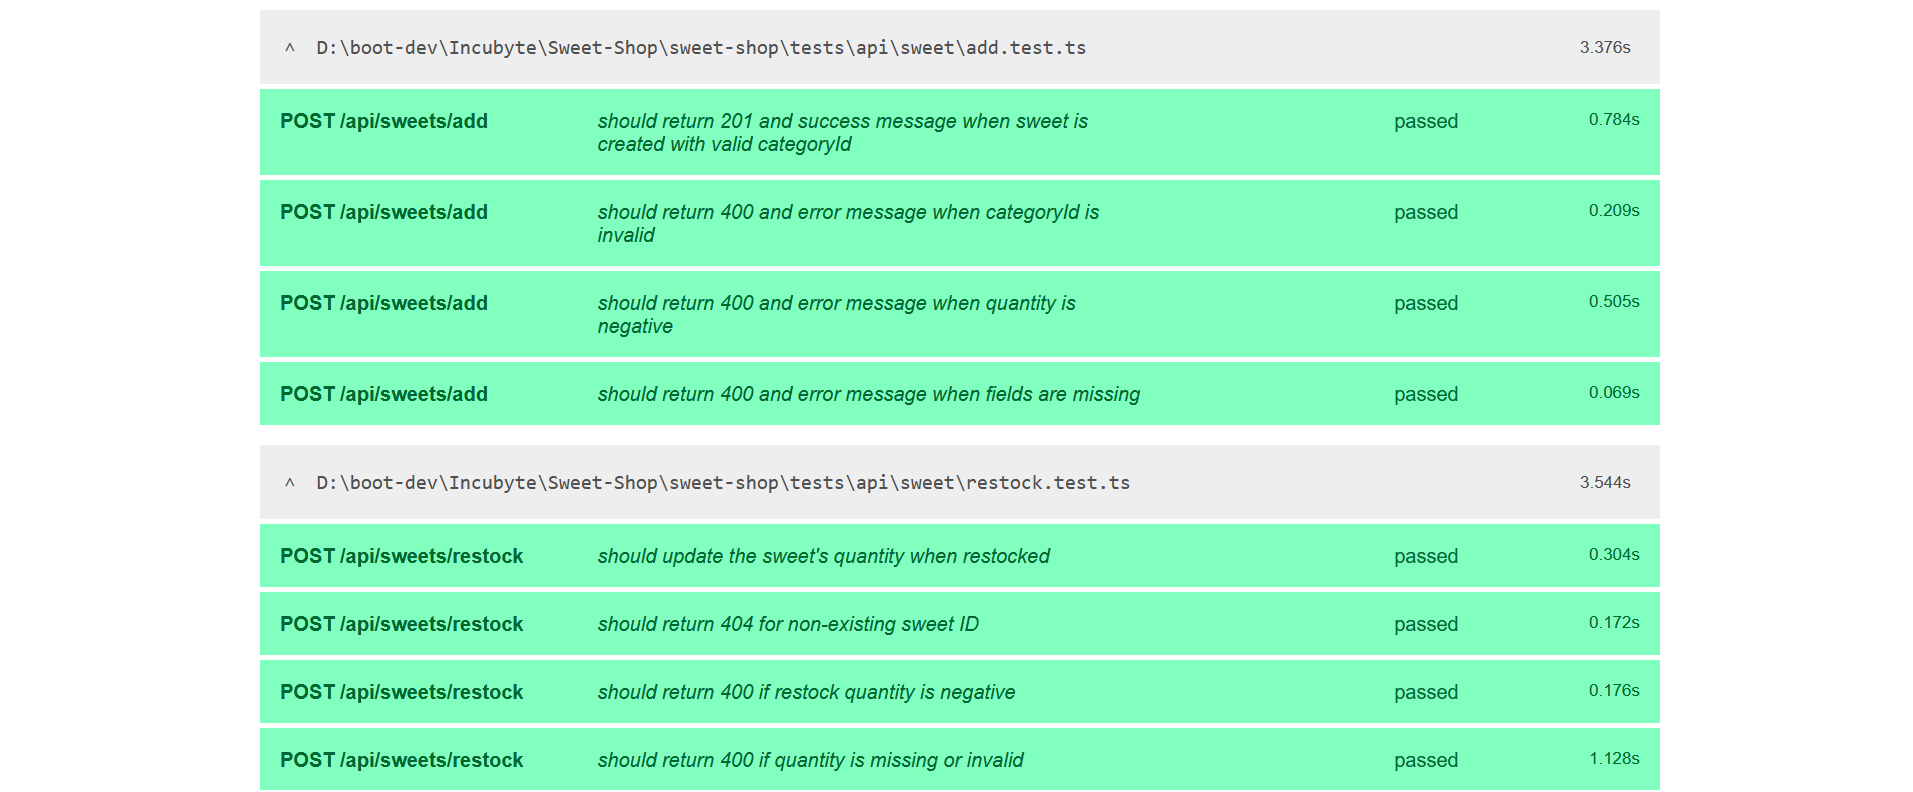 ^ D:\boot-dev\Incubyte\Sweet-Shop\sweet-shop\tests\api\sweet\add.test.ts 3.376s
POST /api/sweets/add should return 201 and success message when sweet is passed 0.784s
created with valid categoryId
POST /api/sweets/add should return 400 and error message when categoryId is passed 0.209s
invalid
POST /api/sweets/add should return 400 and error message when quantity is passed 0.505s
negative
POST /api/sweets/add should return 400 and error message when fields are missing passed 0.069s
^ D:\boot-dev\Incubyte\Sweet-Shop\sweet-shop\tests\api\sweet\restock.test.ts 3.544s
POST /api/sweets/restock should update the sweet's quantity when restocked passed 0.304s
POST /api/sweets/restock should return 404 for non-existing sweet ID passed 0.172s
POST /api/sweets/restock should return 400 if restock quantity is negative passed 0.176s
POST /api/sweets/restock should return 400 if quantity is missing or invalid passed 1.128s